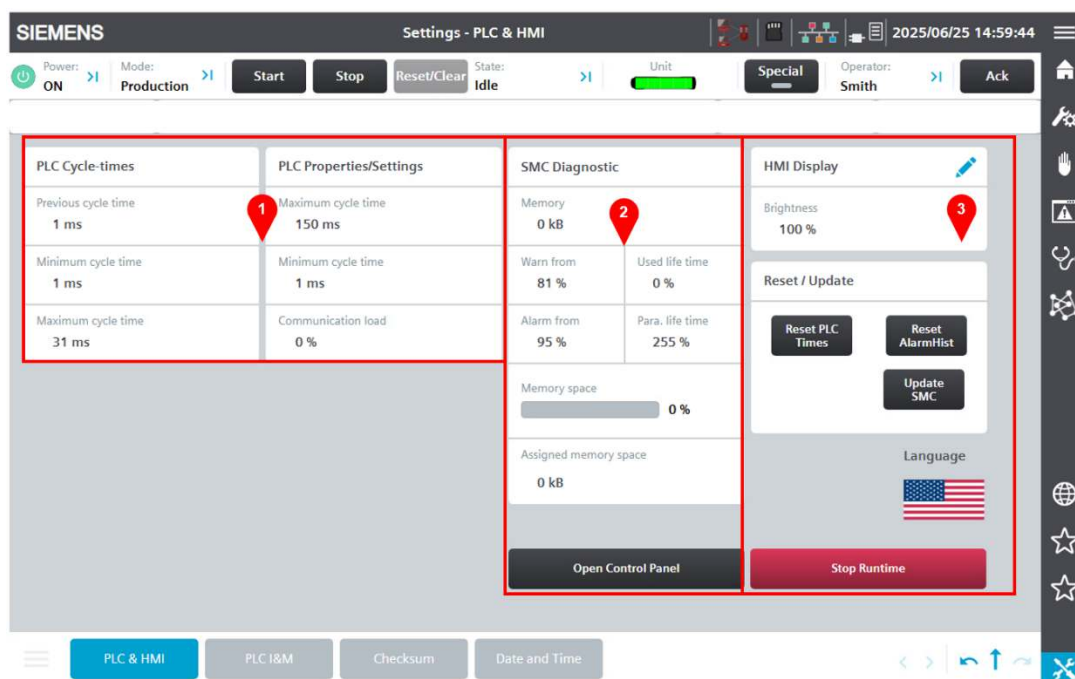 SIEMENS
Settings - PLC & HMI
2025/06/25 14:59:44
Power:
ON
Mode:
Production
Start
Stop
Reset/Clear
State:
Idle
Unit
Special
Operator:
Smith
Ack
PLC Cycle-times
PLC Properties/Settings
SMC Diagnostic
HMI Display
Previous cycle time
1 ms
1
Maximum cycle time
150 ms
Memory
0 kB
2
Brightness
100 %
3
Minimum cycle time
1 ms
Minimum cycle time
1 ms
Warn from
81 %
Used life time
0 %
Reset / Update
Maximum cycle time
31 ms
Communication load
0 %
Alarm from
95 %
Para. life time
255 %
Reset PLC
Times
Reset
AlarmHist
Update
SMC
Memory space
0 %
Assigned memory space
0 kB
Language
Open Control Panel
Stop Runtime
PLC & HMI
PLC I&M
Checksum
Date and Time